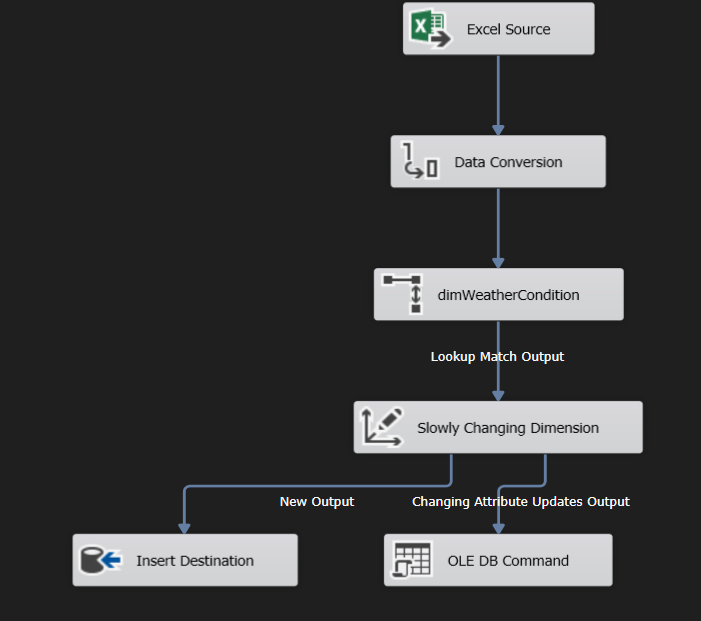 Excel Source
Data Conversion
dimWeatherCondition
Lookup Match Output
Slowly Changing Dimension
New Output
Changing Attribute Updates Output
Insert Destination
OLE DB Command